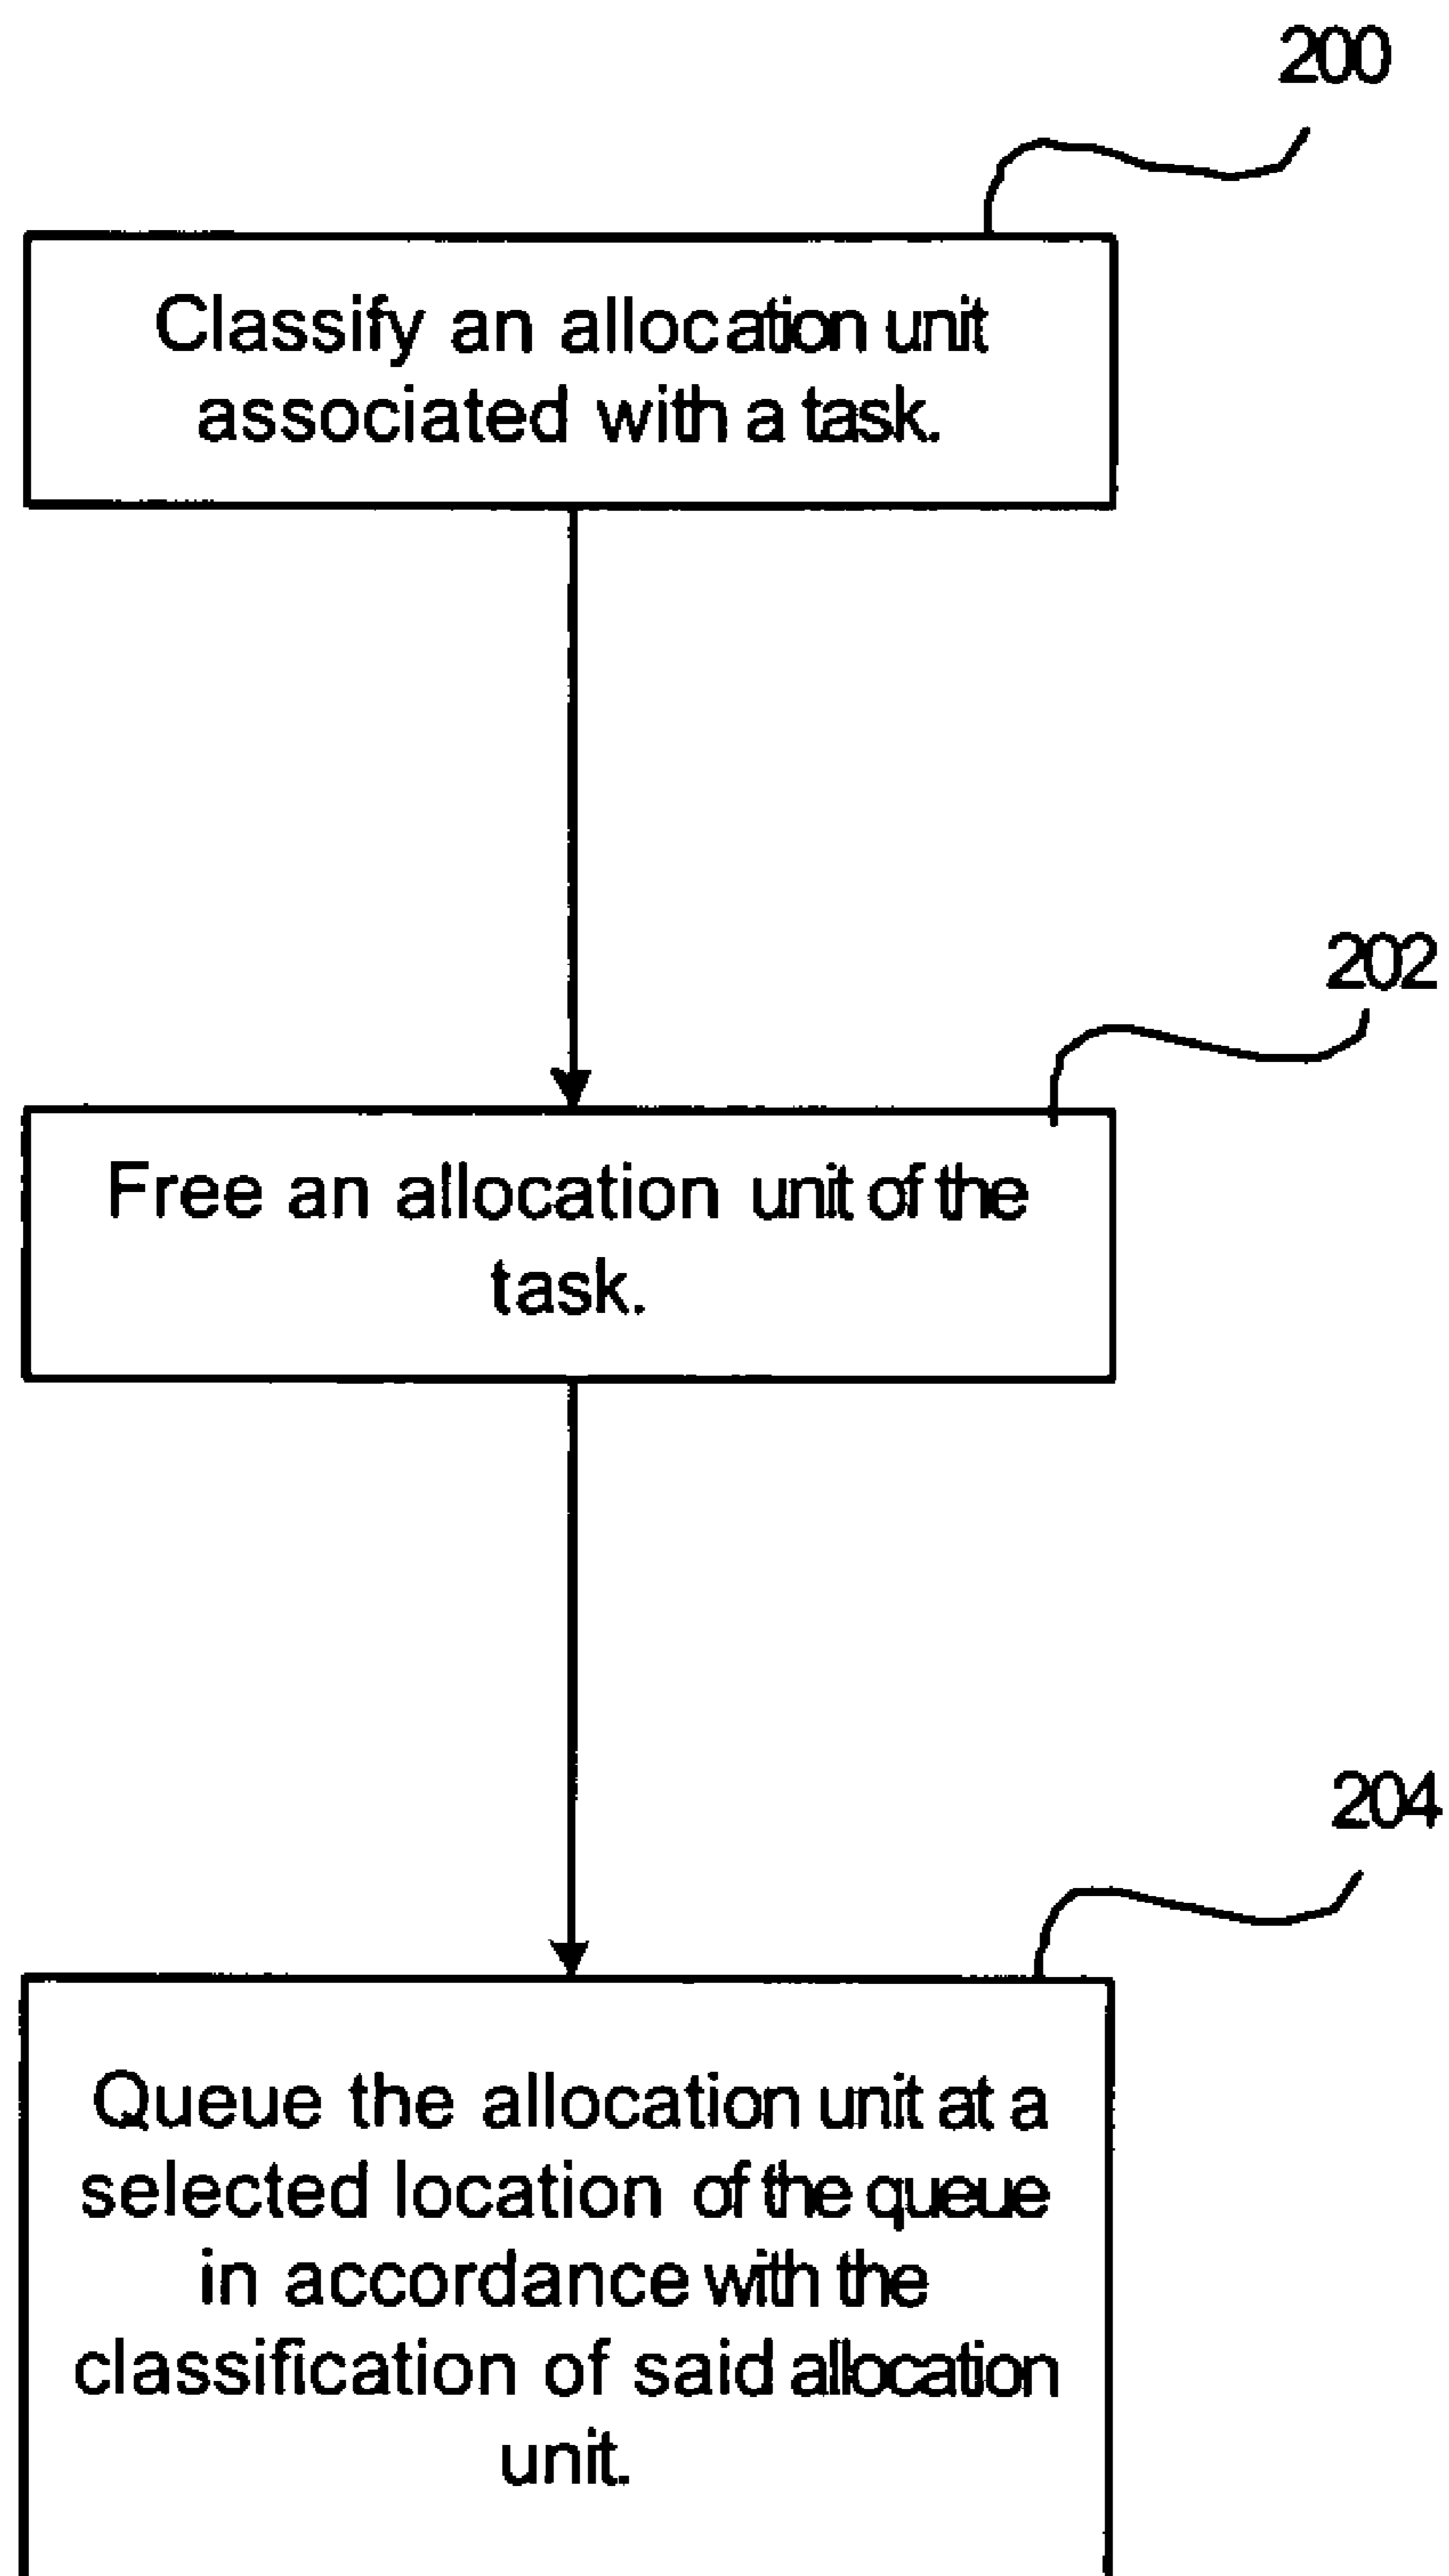 200
Classify an allocation unit
associated with a task.
202
Free an allocation unit of the
task.
204
Queue the allocation unit at a
selected location of the queue
in accordance with the
classification of said allocation
unit.